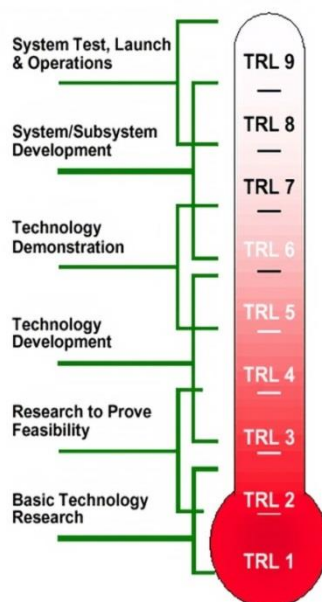 System Test, Launch
& Operations
System/Subsystem
Development
Technology
Demonstration
Technology
Development
Research to Prove
Feasibility
Basic Technology
Research
TRL 9
TRL 8
TRL 7
TRL 6
TRL 5
TRL 4
TRL 3
TRL 2
TRL 1